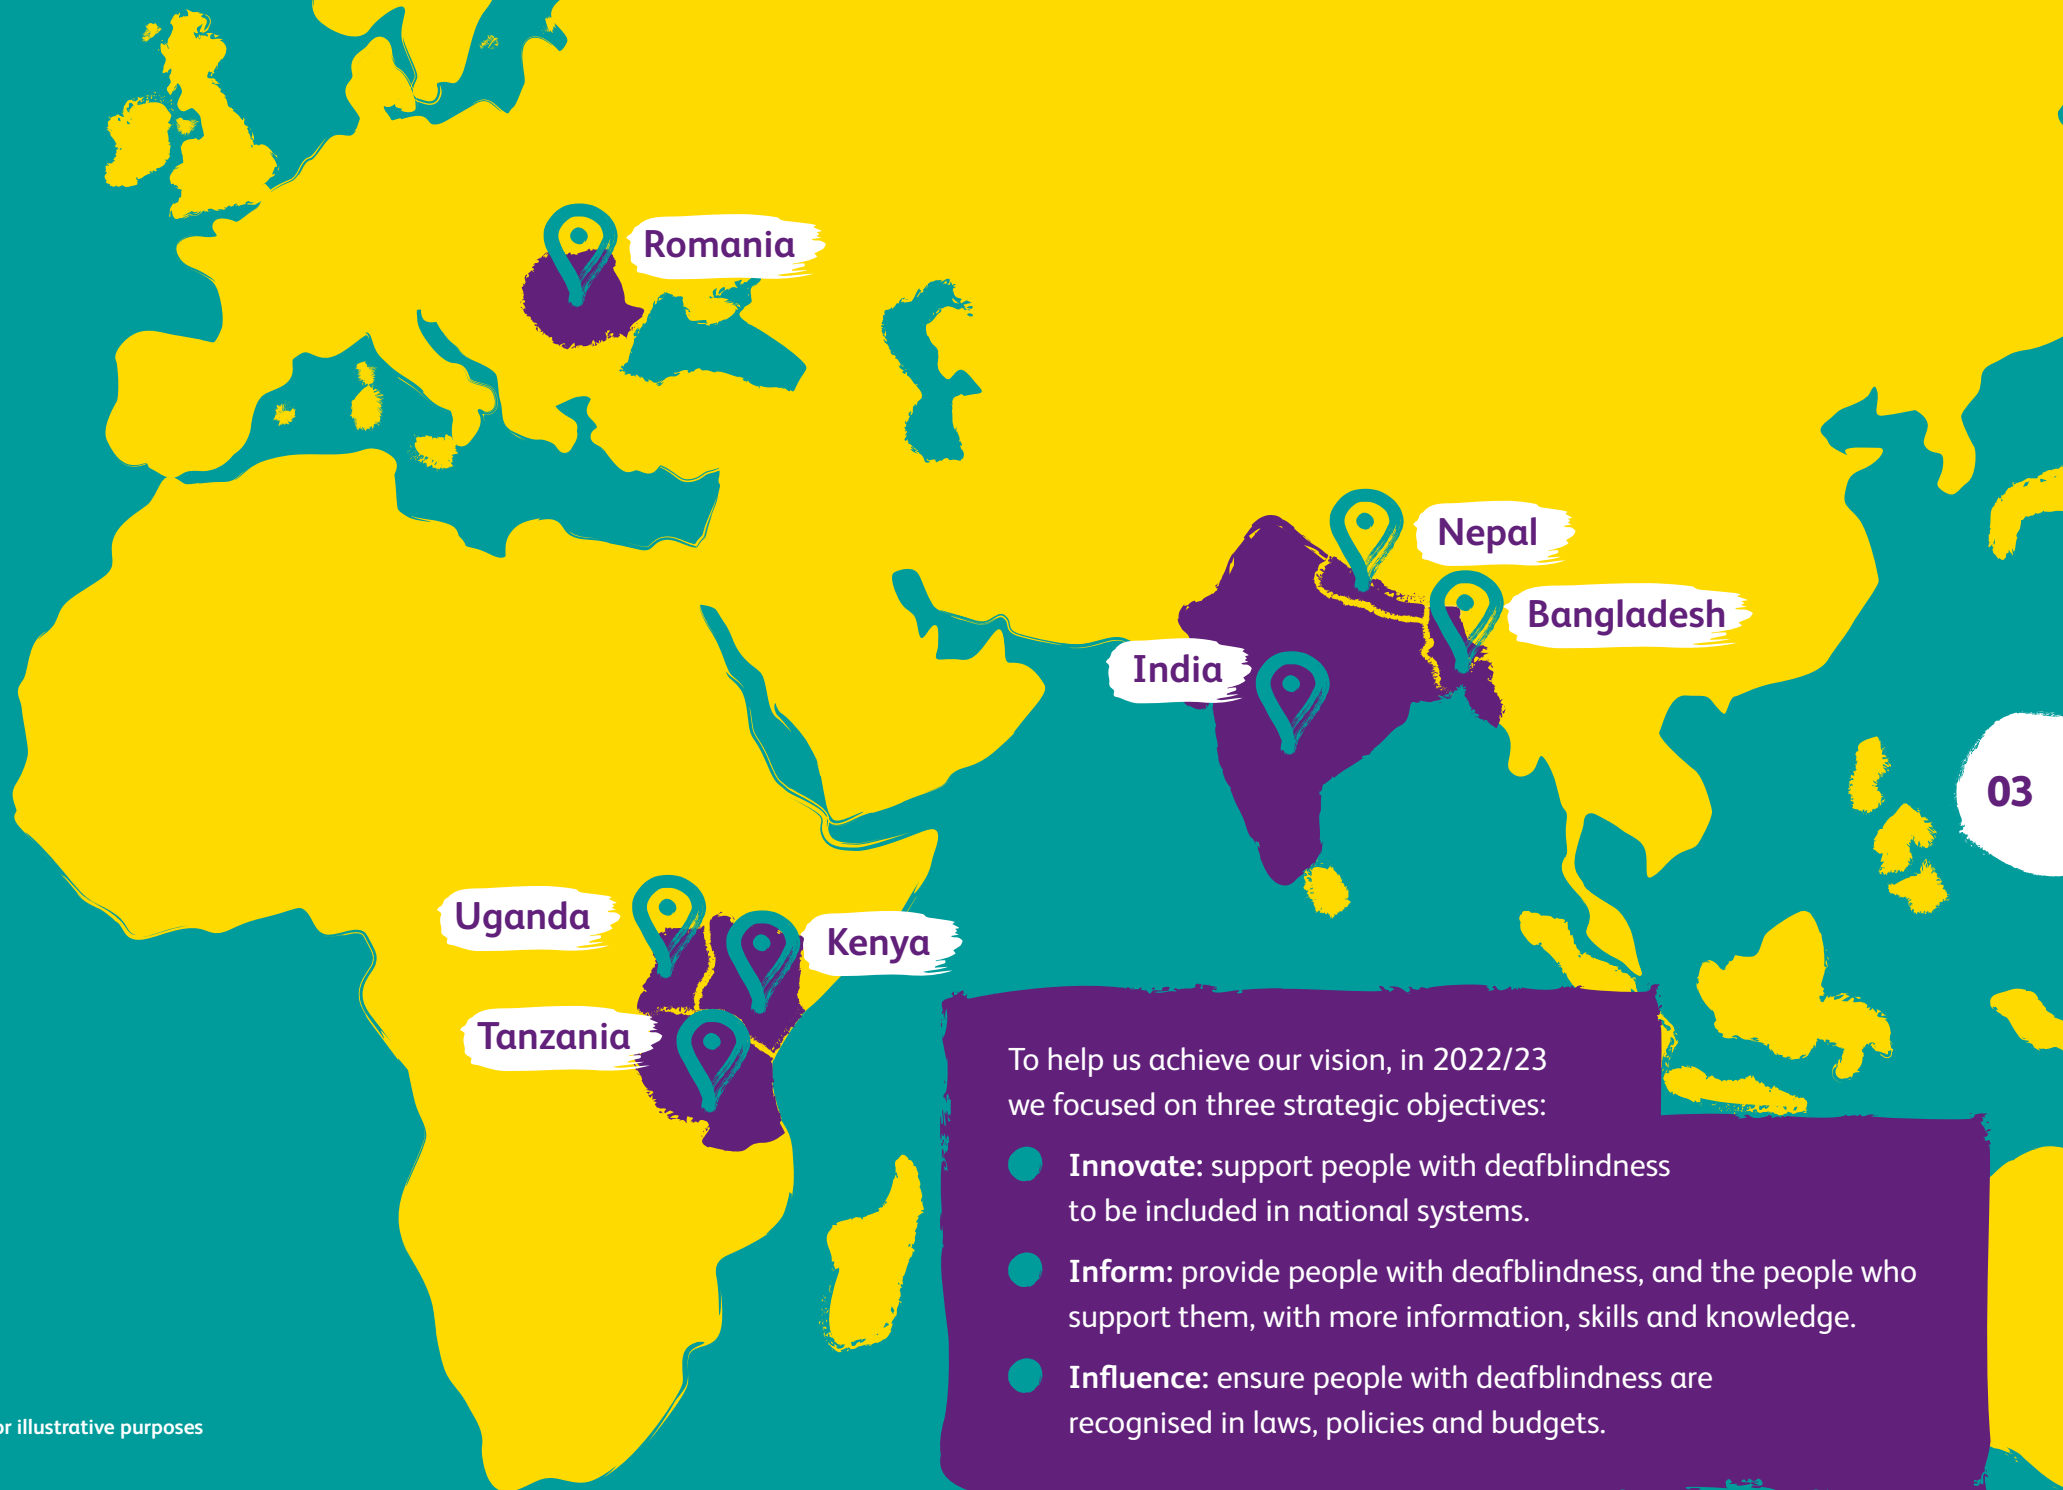 Romania
Nepal
Bangladesh
India
03
Uganda
Kenya
Tanzania
To help us achieve our vision, in 2022/23
we focused on three strategic objectives:
Innovate: support people with deafblindness
to be included in national systems.
Inform: provide people with deafblindness, and the people who
support them, with more information, skills and knowledge.
Influence: ensure people with deafblindness are
recognised in laws, policies and budgets.
illustrative purposes